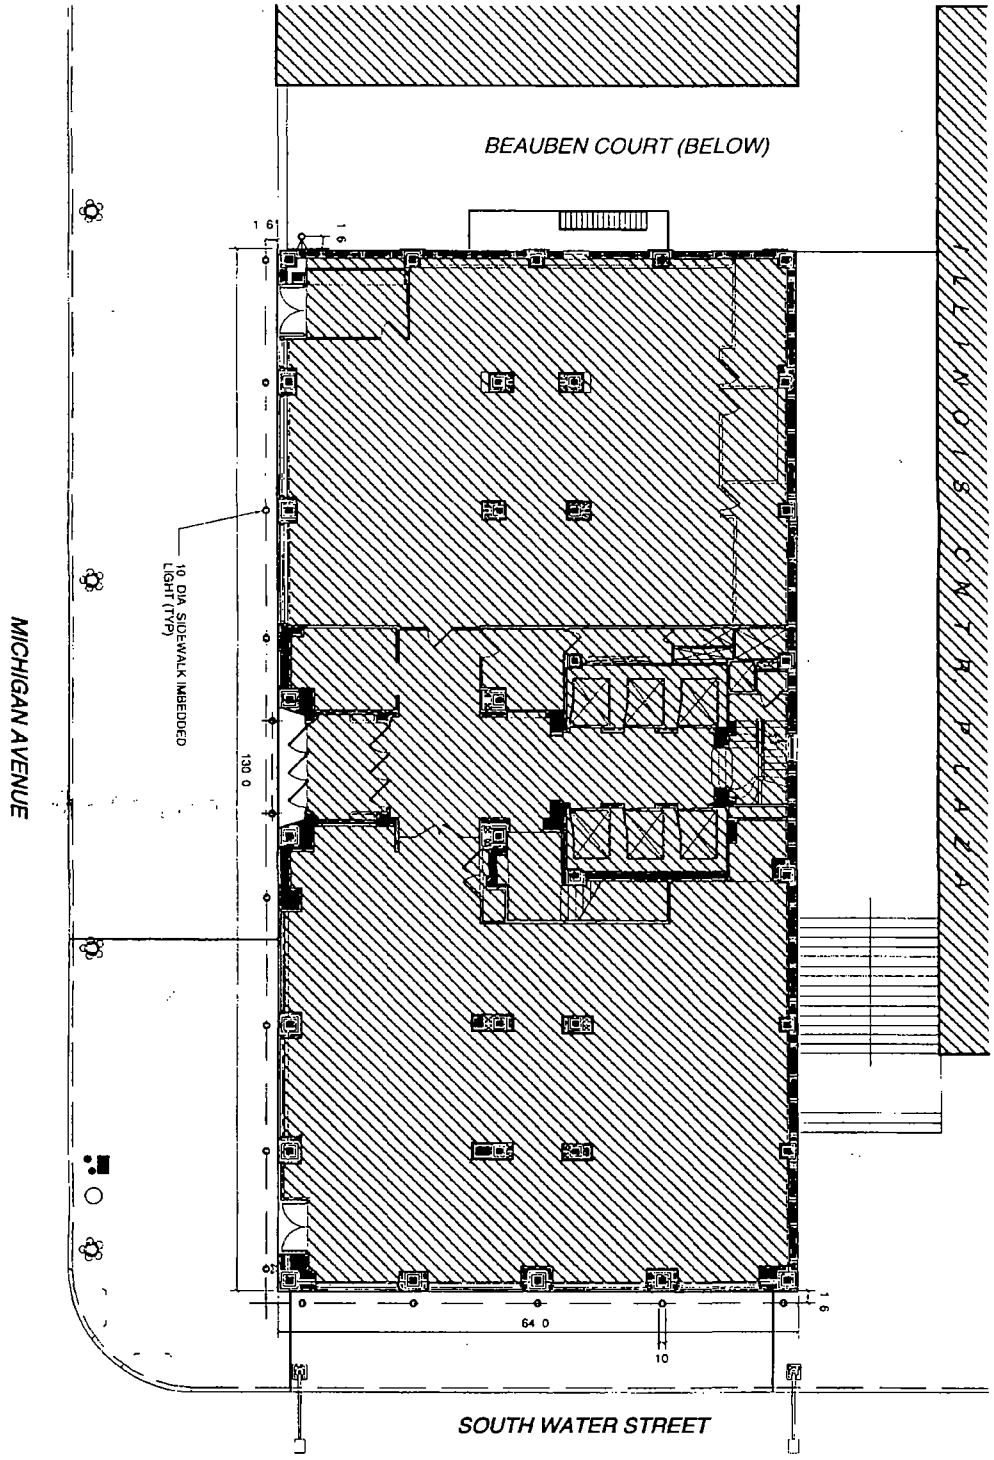 BEAUBEN COURT (BELOW)
ILLINOIS CNTR. PLAZA
1 6
1 6
10 DIA SIDEWALK IMBEDDED
LIGHT (TYP)
MICHIGAN AVENUE
130 0
64 0
1 6
10
SOUTH WATER STREET